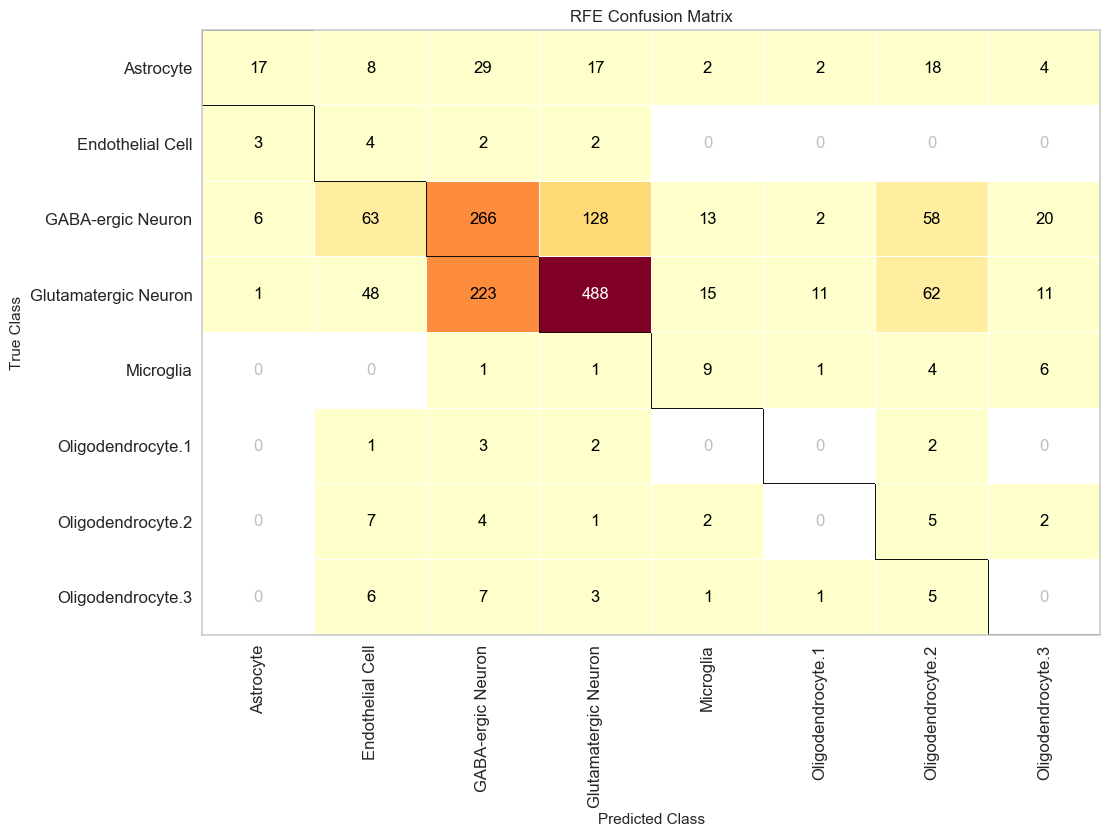 RFE Confusion Matrix
Astrocyte 17 8 29 17 2 2 18 4
Endothelial Cell 3 4 2 2 0 0 0 0
GABA-ergic Neuron 6 63 266 128 13 2 58 20
Glutamatergic Neuron 1 48 223 488 15 11 62 11
Microglia 0 0 1 1 9 1 4 6
Oligodendrocyte.1 0 1 3 2 0 0 2 0
Oligodendrocyte.2 0 7 4 1 2 0 5 2
Oligodendrocyte.3 0 6 7 3 1 1 5 0
True Class
Astrocyte
Endothelial Cell
GABA-ergic Neuron
Glutamatergic Neuron
Microglia
Oligodendrocyte.1
Oligodendrocyte.2
Oligodendrocyte.3
Predicted Class